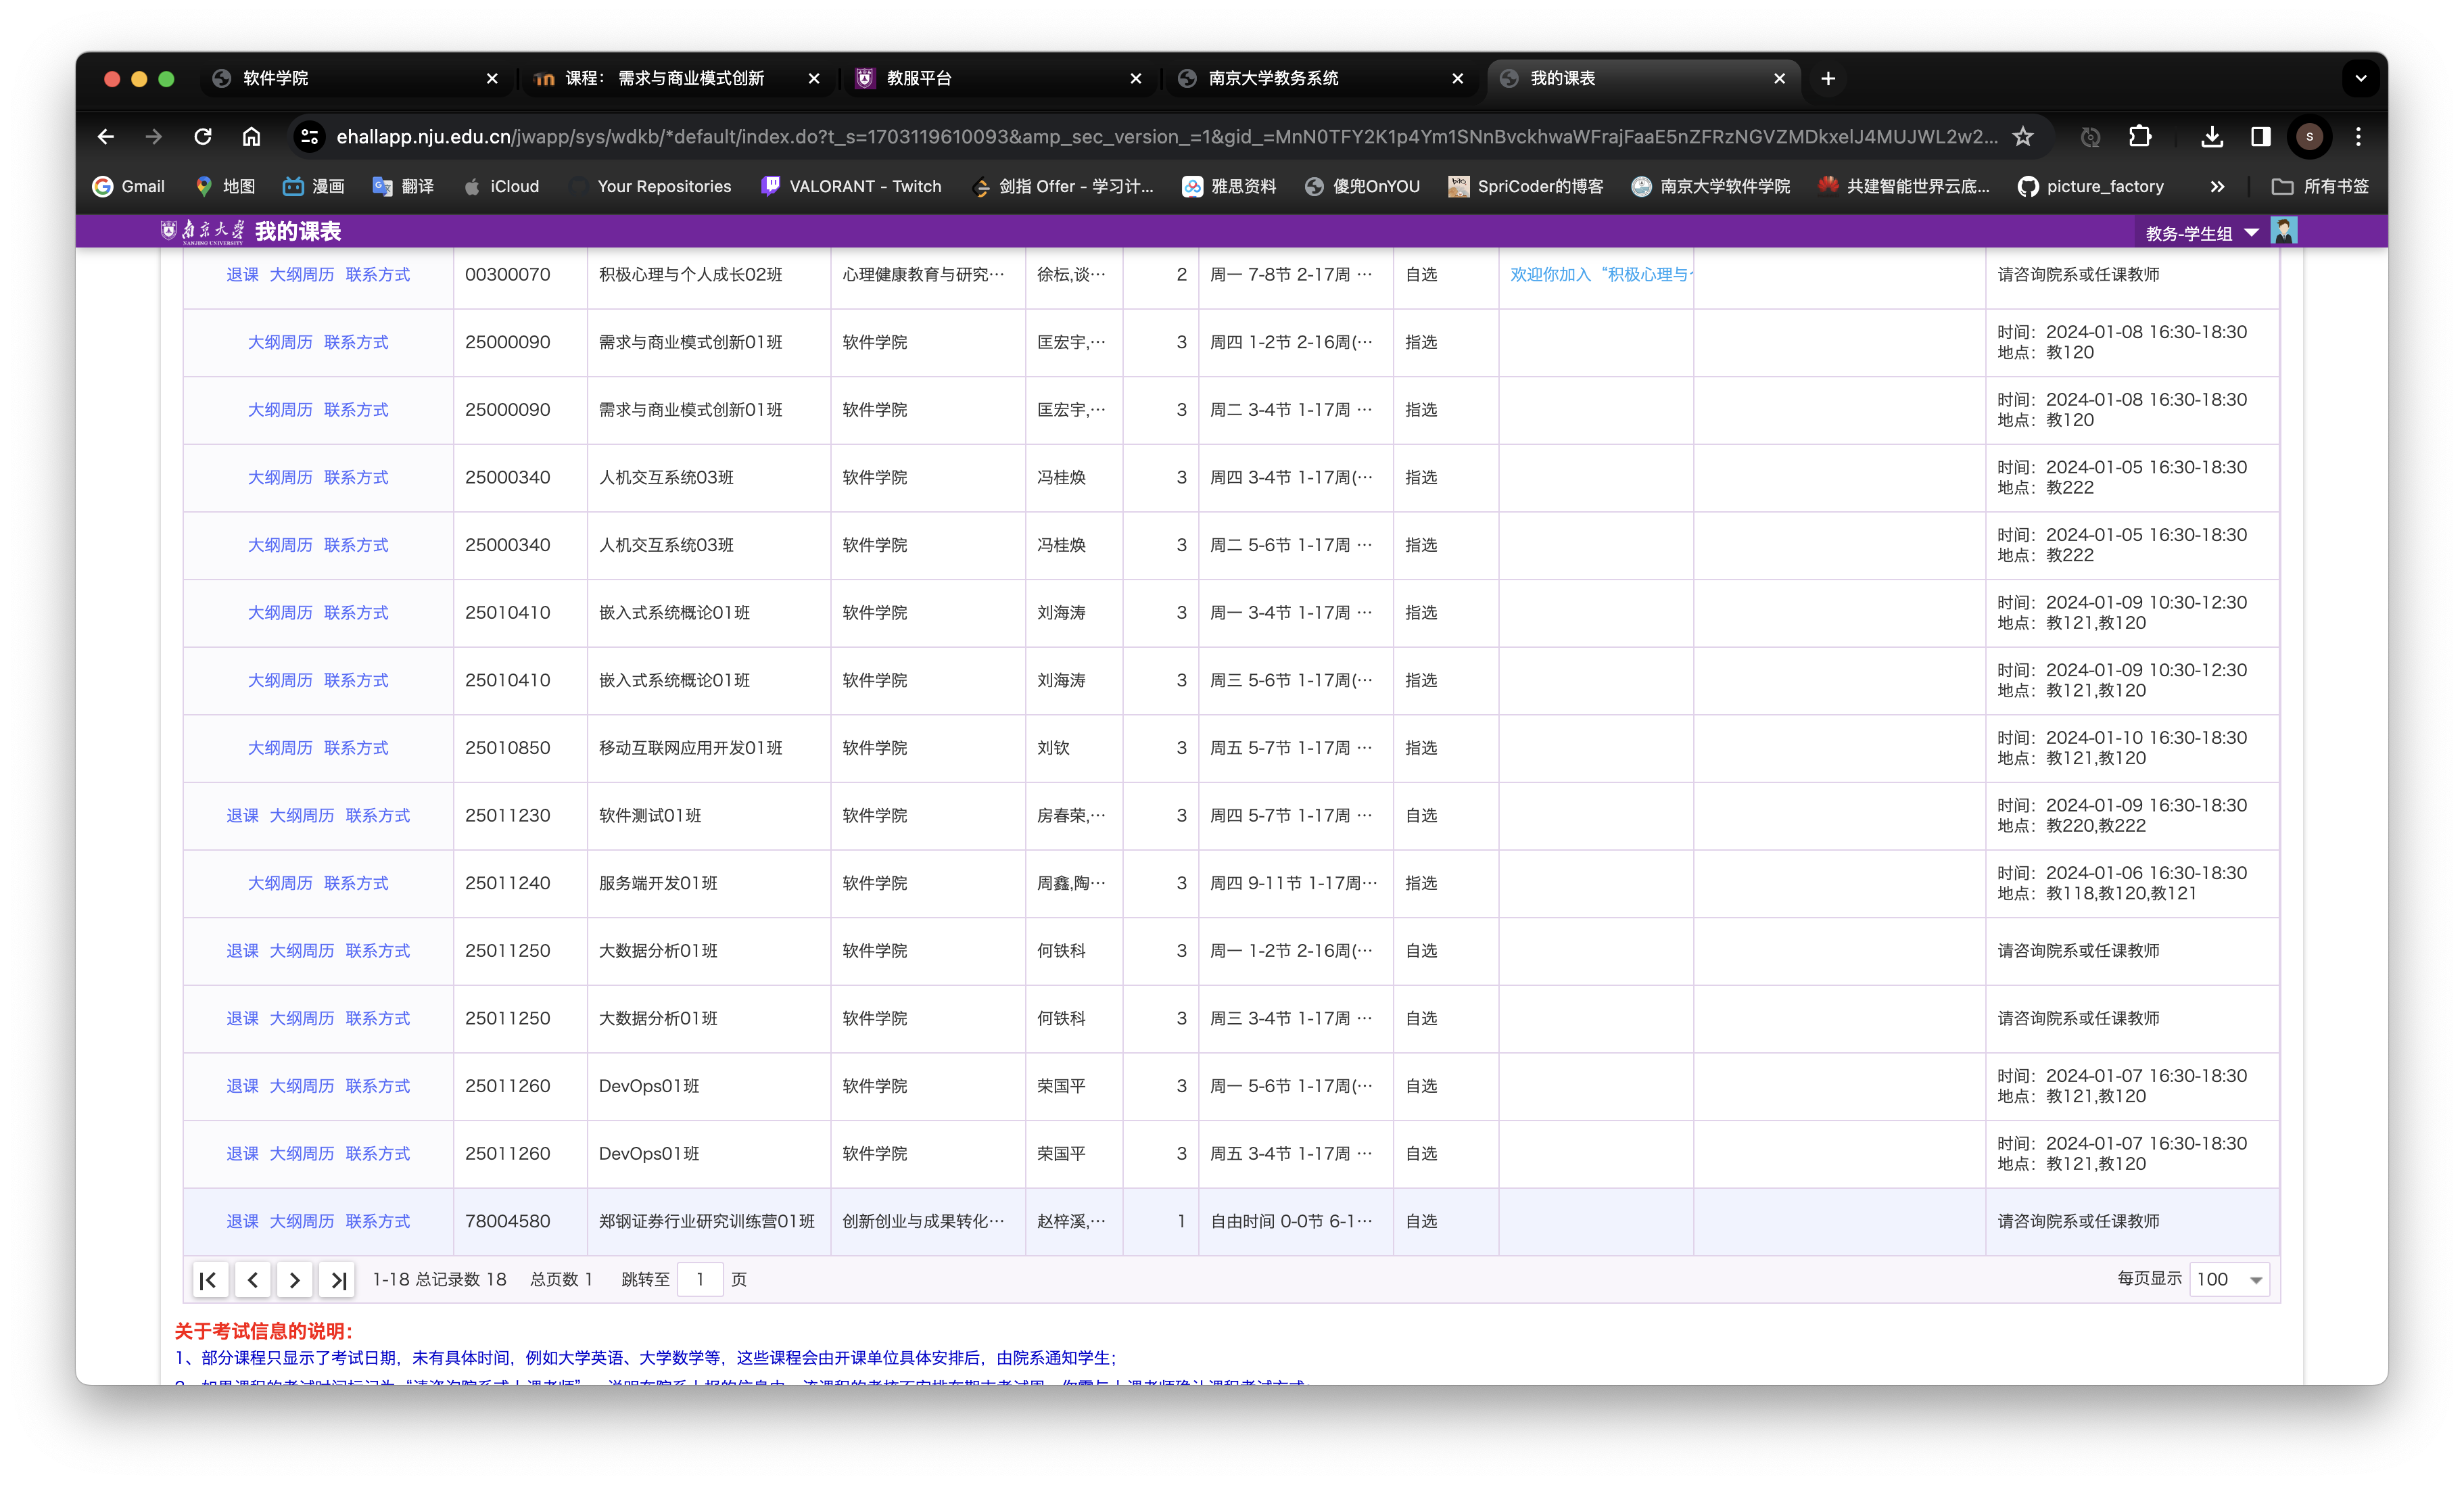 软件学院
课程： 需求与商业模式创新
教服平台
南京大学教务系统
我的课表
ehallapp.nju.edu.cn/jwapp/sys/wdkb/*default/index.do?t_s=1703119610093&amp_sec_version_=1&gid_=MnN0TFY2K1p4Ym1SNnBvckhwaWFrajFaaE5nZFRzNGVZMDkxelJ4MUJWL2w2...
S
Gmail 地图 漫画 翻译 iCloud Your Repositories VALORANT - Twitch 剑指 Offer - 学习计... 雅思资料 傻兜OnYOU SpriCoder的博客 南京大学软件学院 共建智能世界云底... picture_factory » 所有书签
南京大学 NANJING UNIVERSITY 我的课表 教务-学生组
退课 大纲周历 联系方式 00300070 积极心理与个人成长02班 心理健康教育与研究… 徐枟,谈… 2 周一 7-8节 2-17周 … 自选 欢迎你加入“积极心理与 请咨询院系或任课教师
大纲周历 联系方式 25000090 需求与商业模式创新01班 软件学院 匡宏宇,… 3 周四 1-2节 2-16周(… 指选 时间：2024-01-08 16:30-18:30
地点：教120
大纲周历 联系方式 25000090 需求与商业模式创新01班 软件学院 匡宏宇,… 3 周二 3-4节 1-17周 … 指选 时间：2024-01-08 16:30-18:30
地点：教120
大纲周历 联系方式 25000340 人机交互系统03班 软件学院 冯桂焕 3 周四 3-4节 1-17周(… 指选 时间：2024-01-05 16:30-18:30
地点：教222
大纲周历 联系方式 25000340 人机交互系统03班 软件学院 冯桂焕 3 周二 5-6节 1-17周 … 指选 时间：2024-01-05 16:30-18:30
地点：教222
大纲周历 联系方式 25010410 嵌入式系统概论01班 软件学院 刘海涛 3 周一 3-4节 1-17周 … 指选 时间：2024-01-09 10:30-12:30
地点：教121,教120
大纲周历 联系方式 25010410 嵌入式系统概论01班 软件学院 刘海涛 3 周三 5-6节 1-17周(… 指选 时间：2024-01-09 10:30-12:30
地点：教121,教120
大纲周历 联系方式 25010850 移动互联网应用开发01班 软件学院 刘钦 3 周五 5-7节 1-17周 … 指选 时间：2024-01-10 16:30-18:30
地点：教121,教120
退课 大纲周历 联系方式 25011230 软件测试01班 软件学院 房春荣,… 3 周四 5-7节 1-17周 … 自选 时间：2024-01-09 16:30-18:30
地点：教220,教222
大纲周历 联系方式 25011240 服务端开发01班 软件学院 周鑫,陶… 3 周四 9-11节 1-17周… 指选 时间：2024-01-06 16:30-18:30
地点：教118,教120,教121
退课 大纲周历 联系方式 25011250 大数据分析01班 软件学院 何铁科 3 周一 1-2节 2-16周(… 自选 请咨询院系或任课教师
退课 大纲周历 联系方式 25011250 大数据分析01班 软件学院 何铁科 3 周三 3-4节 1-17周 … 自选 请咨询院系或任课教师
退课 大纲周历 联系方式 25011260 DevOps01班 软件学院 荣国平 3 周一 5-6节 1-17周(… 自选 时间：2024-01-07 16:30-18:30
地点：教121,教120
退课 大纲周历 联系方式 25011260 DevOps01班 软件学院 荣国平 3 周五 3-4节 1-17周 … 自选 时间：2024-01-07 16:30-18:30
地点：教121,教120
退课 大纲周历 联系方式 78004580 郑钢证券行业研究训练营01班 创新创业与成果转化… 赵梓溪,… 1 自由时间 0-0节 6-1… 自选 请咨询院系或任课教师
1-18 总记录数 18 总页数 1 跳转至 1 页 每页显示 100
关于考试信息的说明：
1、部分课程只显示了考试日期，未有具体时间，例如大学英语、大学数学等，这些课程会由开课单位具体安排后，由院系通知学生；